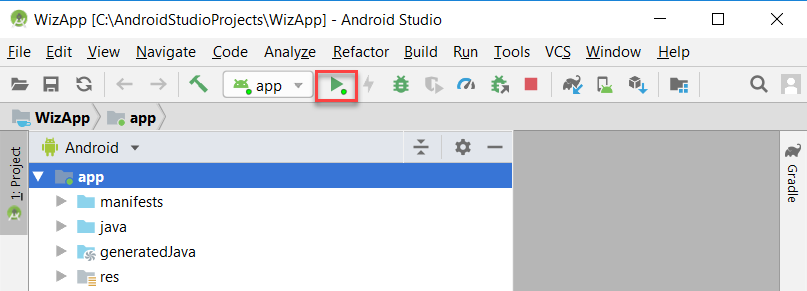 WizApp [C:\AndroidStudioProjects\WizApp] - Android Studio
File Edit View Navigate Code Analyze Refactor Build Run Tools VCS Window Help
app
WizApp app
1: Project
Android
app
manifests
java
generatedJava
res
Gradle